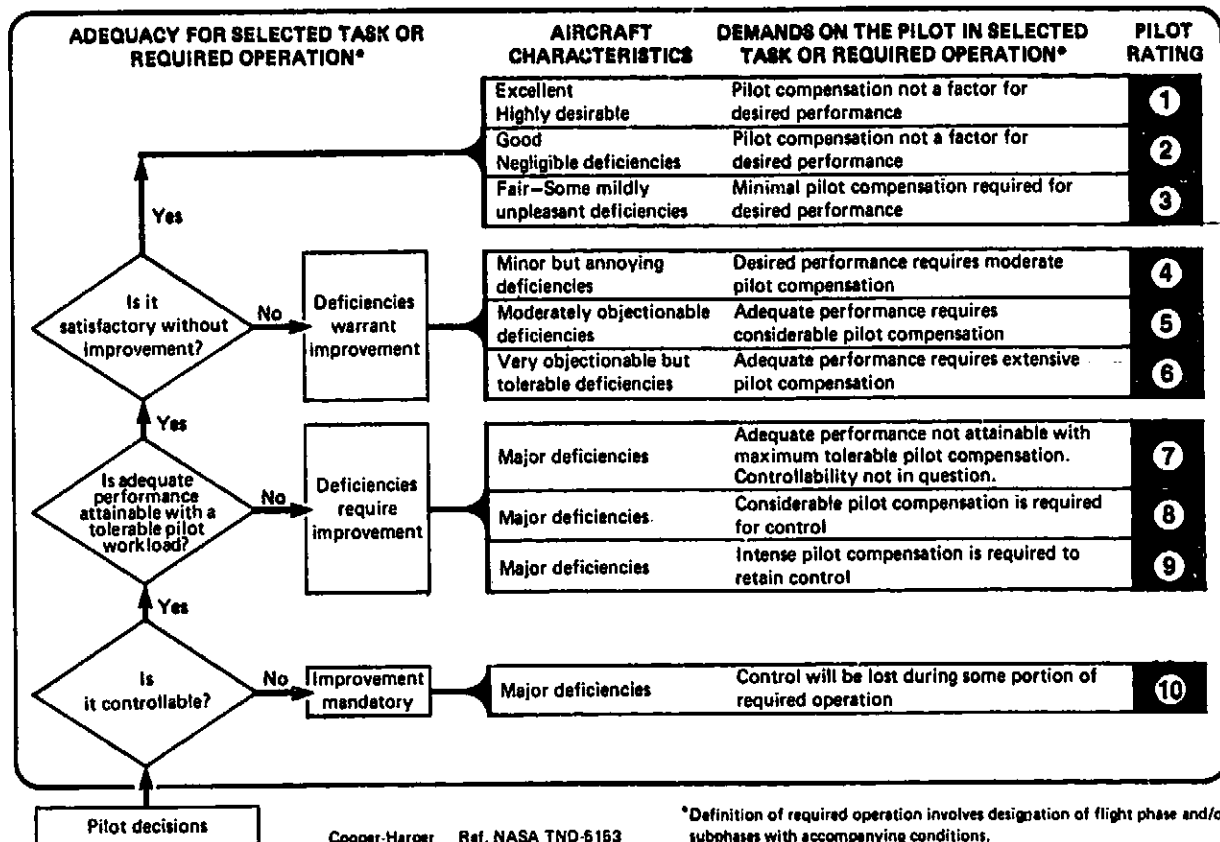 ADEQUACY FOR SELECTED TASK OR
REQUIRED OPERATION*
AIRCRAFT
CHARACTERISTICS
DEMANDS ON THE PILOT IN SELECTED
TASK OR REQUIRED OPERATION*
PILOT
RATING
Excellent
Highly desirable
Pilot compensation not a factor for
desired performance
1
Good
Negligible deficiencies
Pilot compensation not a factor for
desired performance
2
Fair—Some mildly
unpleasant deficiencies
Minimal pilot compensation required for
desired performance
3
Yes
Is it
satisfactory without
improvement?
No
Deficiencies
warrant
improvement
Minor but annoying
deficiencies
Desired performance requires moderate
pilot compensation
4
Moderately objectionable
deficiencies
Adequate performance requires
considerable pilot compensation
5
Very objectionable but
tolerable deficiencies
Adequate performance requires extensive
pilot compensation
6
Yes
Is adequate
performance
attainable with a
tolerable pilot
workload?
No
Deficiencies
require
improvement
Major deficiencies
Adequate performance not attainable with
maximum tolerable pilot compensation.
Controllability not in question.
7
Major deficiencies
Considerable pilot compensation is required
for control
8
Major deficiencies
Intense pilot compensation is required to
retain control
9
Yes
Is
it controllable?
No
Improvement
mandatory
Major deficiencies
Control will be lost during some portion of
required operation
10
Pilot decisions
Cooper-Harper Ref. NASA TND-5153
*Definition of required operation involves designation of flight phase and/o
subphases with accompanying conditions.